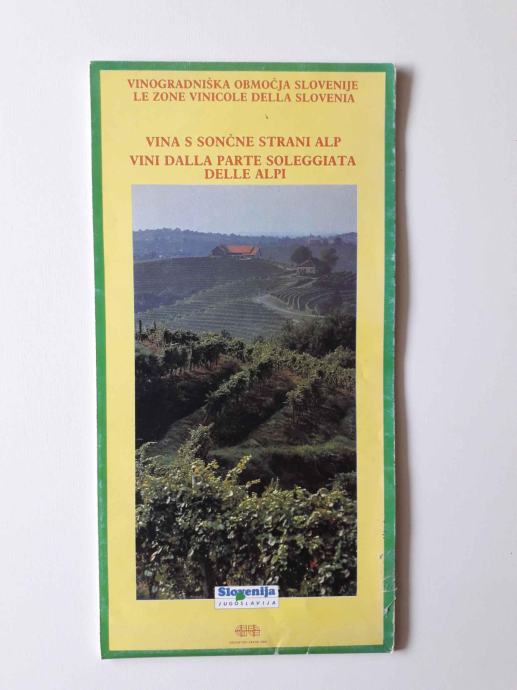 VINOGRADNIŠKA OBMOČJA SLOVENIJE
LE ZONE VINICOLE DELLA SLOVENIA
VINA S SONČNE STRANI ALP
VINI DALLA PARTE SOLEGGIATA
DELLE ALPI
Slovenija
JUGOSLAVIJA